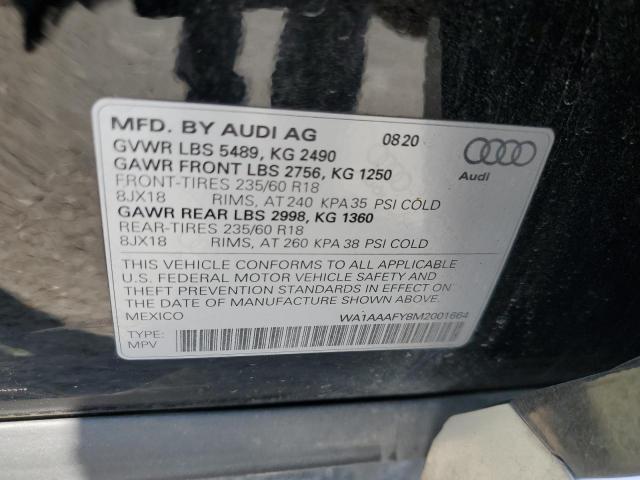 MFD. BY AUDI AG 0820
GVWR LBS 5489, KG 2490
GAWR FRONT LBS 2756, KG 1250
FRONT-TIRES 235/60 R18
8JX18 RIMS, AT 240 KPA 35 PSI COLD
GAWR REAR LBS 2998, KG 1360
REAR-TIRES 235/60 R18
8JX18 RIMS, AT 260 KPA 38 PSI COLD
Audi
THIS VEHICLE CONFORMS TO ALL APPLICABLE
U.S. FEDERAL MOTOR VEHICLE SAFETY AND
THEFT PREVENTION STANDARDS IN EFFECT ON
THE DATE OF MANUFACTURE SHOWN ABOVE.
MEXICO WA1AAAFY8M2001664
TYPE:
MPV